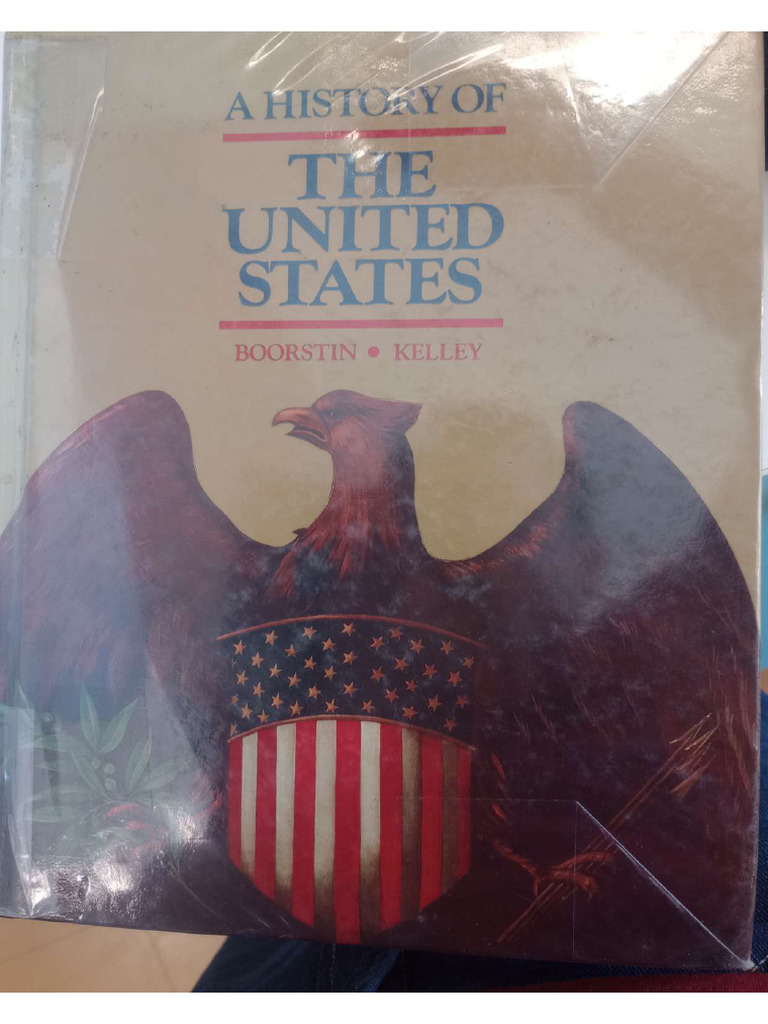 A HISTORY OF
THE
UNITED
STATES
BOORSTIN • KELLEY